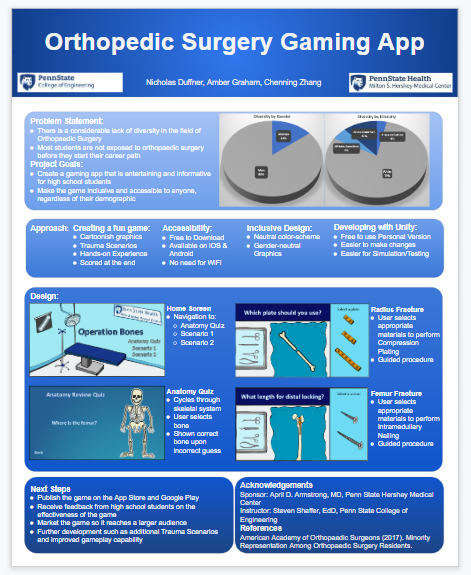 Orthopedic Surgery Gaming App
PennState
College of Engineering
Nicholas Duffner, Amber Graham, Chenning Zhang
PennState Health
Milton S. Hershey Medical Center
Problem Statement:
There is a considerable lack of diversity in the field of
Orthopaedic Surgery
Most students are not exposed to orthopaedic surgery
before they start their career path
Project Goals:
Create a gaming app that is entertaining and informative
for high school students
Make the game inclusive and accessible to anyone,
regardless of their demographic
Diversity by Gender
Diversity by Ethnicity
Approach:
Creating a fun game:
Cartoonish graphics
Trauma Scenarios
Hands-on Experience
Scored at the end
Accessibility:
Free to Download
Available on iOS &
Android
No need for WiFi
Inclusive Design:
Neutral color-scheme
Gender-neutral
Graphics
Developing with Unity:
Free to use Personal Version
Easier to make changes
Easier for Simulation/Testing
Design:
PennState Health
Operation Bones
Anatomy Quiz
Scenario 1
Scenario 2
Home Screen
Navigation to:
Anatomy Quiz
Scenario 1
Scenario 2
Which plate should you use?
Select a plate
Radius Fracture
User selects
appropriate
materials to perform
Compression
Plating
Guided procedure
Anatomy Review Quiz
Where is the femur?
Back
Anatomy Quiz
Cycles through
skeletal system
User selects
bone
Shown correct
bone upon
incorrect guess
What length for distal locking?
Femur Fracture
User selects
appropriate
materials to perform
Intramedullary
Nailing
Guided procedure
Next Steps
Publish the game on the App Store and Google Play
Receive feedback from high school students on the
effectiveness of the game
Market the game so it reaches a larger audience
Further development such as additional Trauma Scenarios
and improved gameplay capability
Acknowledgements
Sponsor: April D. Armstrong, MD, Penn State Hershey Medical
Center
Instructor: Steven Shaffer, EdD, Penn State College of
Engineering
References
American Academy of Orthopaedic Surgeons (2017). Minority
Representation Among Orthopaedic Surgery Residents.